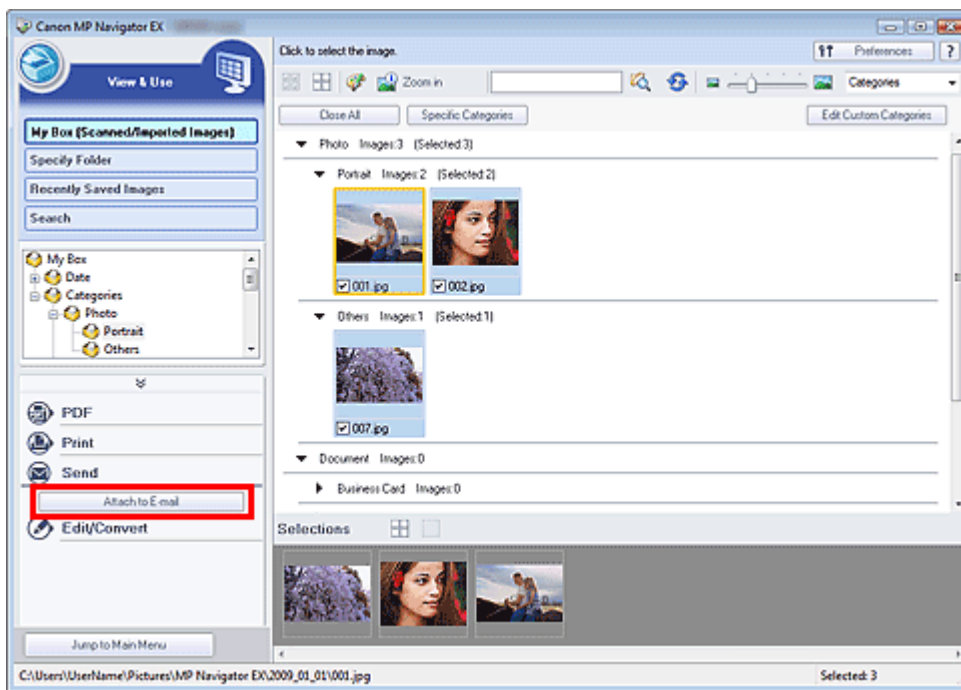 Canon MP Navigator EX
View & Use
My Box (Scanned/Imported Images)
Specify Folder
Recently Saved Images
Search
My Box
Date
Categories
Photo
Portrait
Others
PDF
Print
Send
Attach to E-mail
Edit/Convert
Jump to Main Menu
Click to select the image.
Preferences
?
Zoom in
Categories
Close All
Specific Categories
Edit Custom Categories
Photo Images:3 (Selected:3)
Portrait Images:2 (Selected:2)
001.jpg
002.jpg
Others Images:1 (Selected:1)
007.jpg
Document Images:0
Business Card Images:0
Selections
C:\Users\UserName\Pictures\MP Navigator EX\2009_01_01\001.jpg
Selected: 3